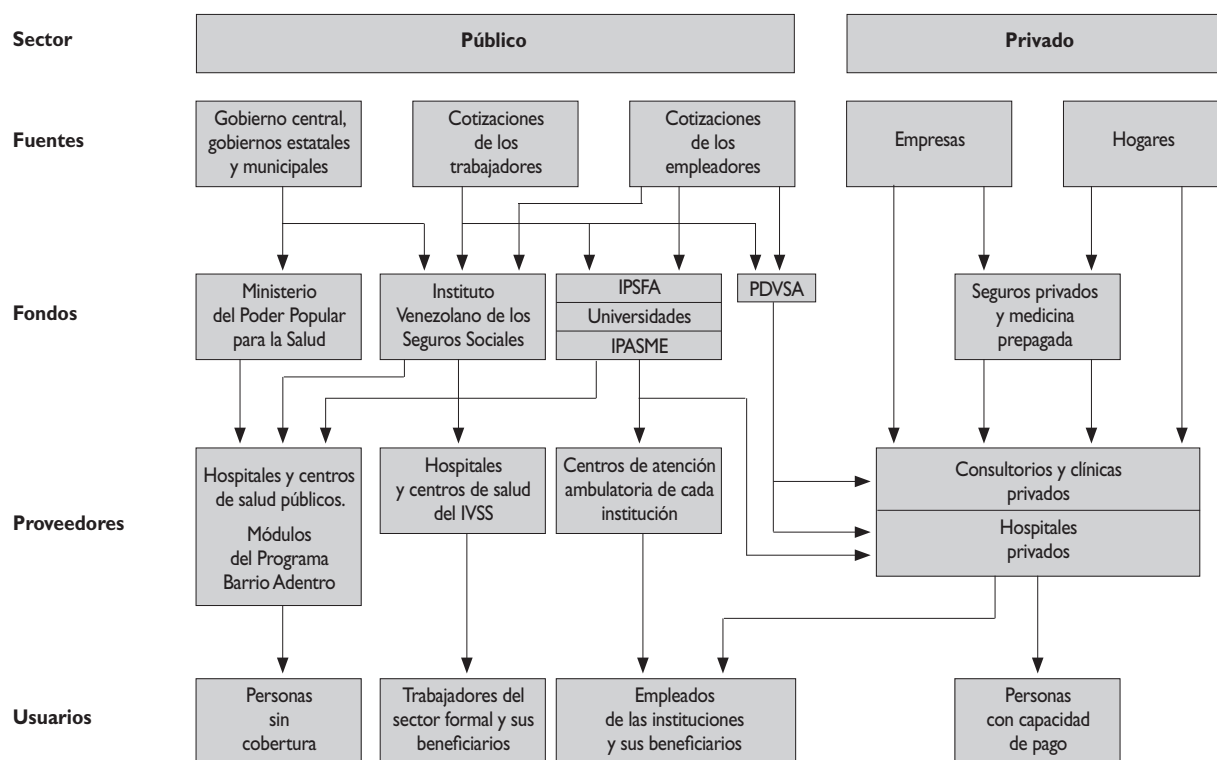 Sector
Público
Privado
Fuentes
Gobierno central,
gobiernos estatales
y municipales
Cotizaciones
de los
trabajadores
Cotizaciones
de los
empleadores
Empresas
Hogares
Fondos
Ministerio
del Poder Popular
para la Salud
Instituto
Venezolano de los
Seguros Sociales
IPSFA
Universidades
IPASME
PDVSA
Seguros privados
y medicina
prepagada
Proveedores
Hospitales y centros
de salud públicos.
Módulos
del Programa
Barrio Adentro
Hospitales
y centros de salud
del IVSS
Centros de atención
ambulatoria de cada
institución
Consultorios y clínicas
privados
Hospitales
privados
Usuarios
Personas
sin
cobertura
Trabajadores del
sector formal y sus
beneficiarios
Empleados
de las instituciones
y sus beneficiarios
Personas
con capacidad
de pago